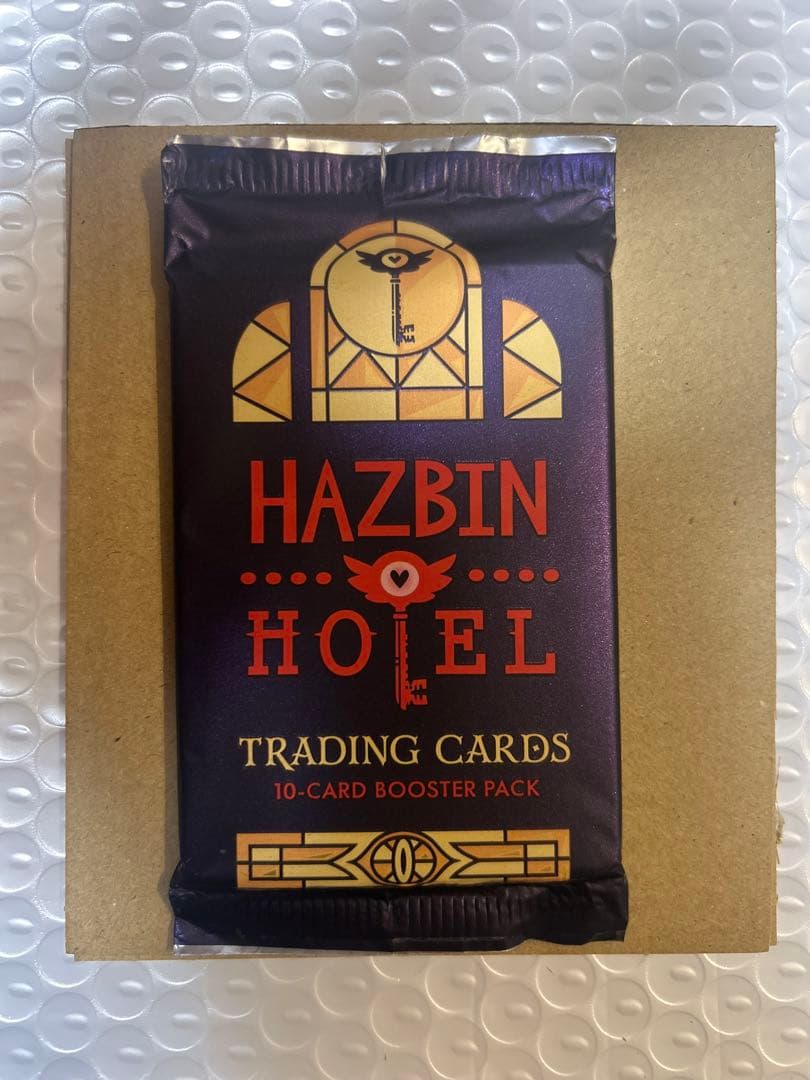 HAZBIN
HOTEL
TRADING CARDS
10-CARD BOOSTER PACK